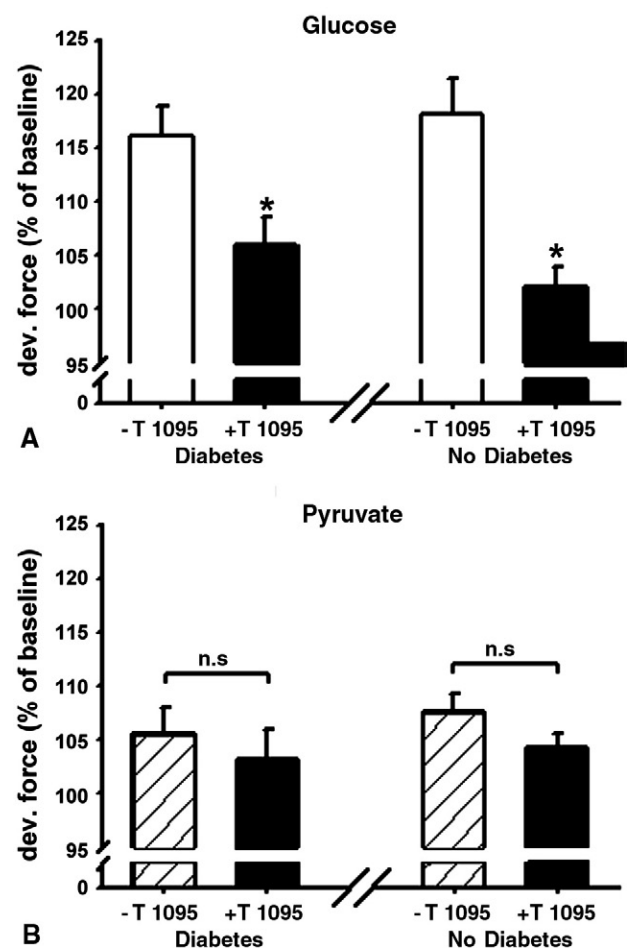 Glucose
dev. force (% of baseline)
125
120
115
110
105
100
95
0
*
*
A
- T 1095 +T 1095 - T 1095 +T 1095
Diabetes No Diabetes
Pyruvate
dev. force (% of baseline)
125
120
115
110
105
100
95
0
n.s
n.s
B
- T 1095 +T 1095 - T 1095 +T 1095
Diabetes No Diabetes